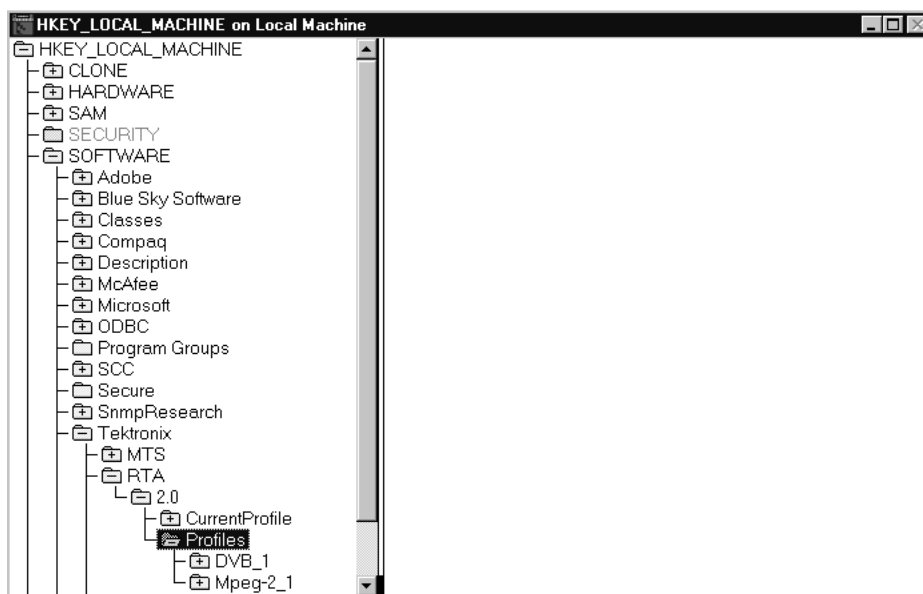 HKEY_LOCAL_MACHINE on Local Machine
HKEY_LOCAL_MACHINE
CLONE
HARDWARE
SAM
SECURITY
SOFTWARE
Adobe
Blue Sky Software
Classes
Compaq
Description
McAfee
Microsoft
ODBC
Program Groups
SCC
Secure
SnmpResearch
Tektronix
MTS
RTA
2.0
CurrentProfile
Profiles
DVB_1
Mpeg-2_1